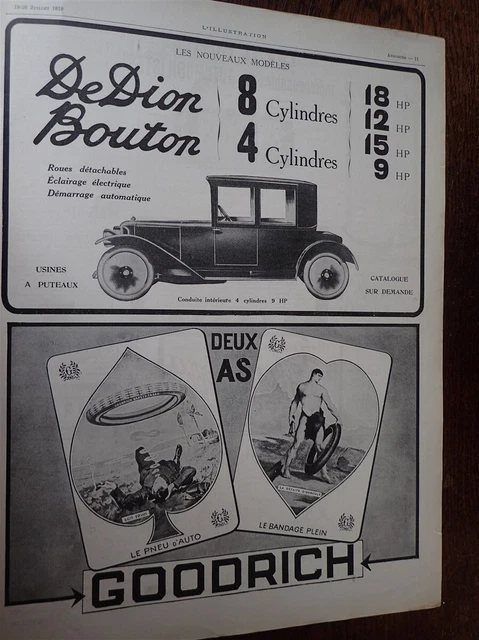 L'ILLUSTRATION
LES NOUVEAUX MODÈLES
De Dion
Bouton
8 Cylindres
4 Cylindres
18 HP
12 HP
15 HP
9 HP
Roues détachables
Éclairage électrique
Démarrage automatique
USINES
A PUTEAUX
CATALOGUE
SUR DEMANDE
Conduite intérieure 4 cylindres 9 HP
DEUX
AS
LE PNEU d'AUTO
LE BANDAGE PLEIN
GOODRICH